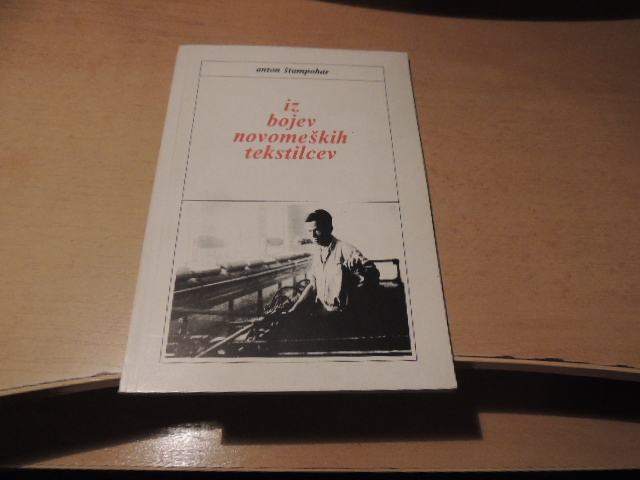 anton štampohar
iz
bojev
novomeških
tekstilcev